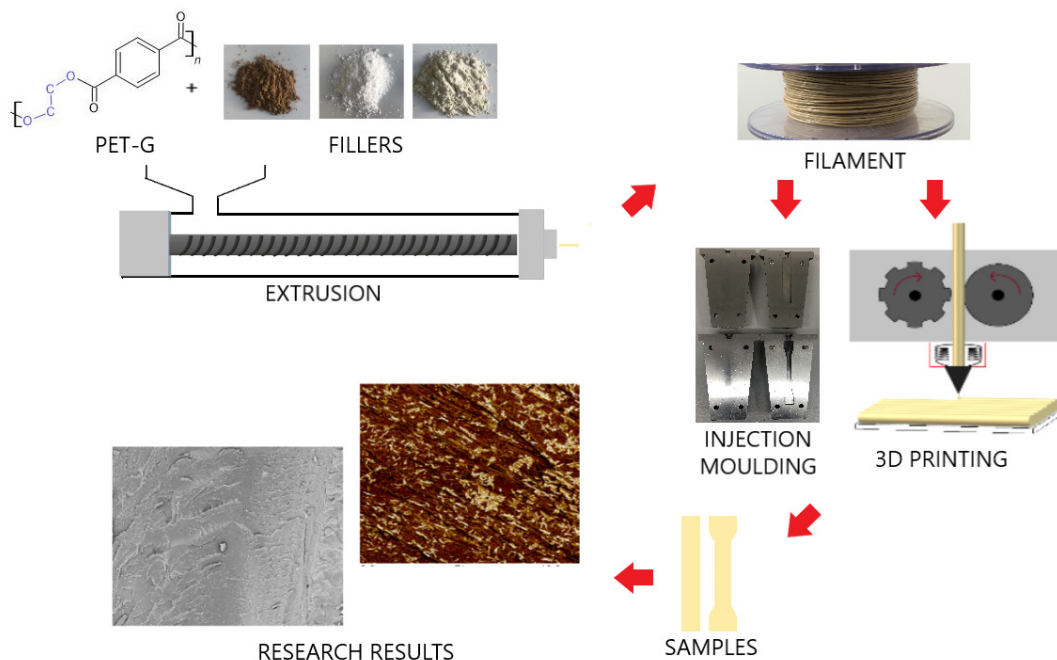 O
O
n
O
C
C
O
O
+
PET-G
FILLERS
EXTRUSION
FILAMENT
INJECTION
MOULDING
3D PRINTING
SAMPLES
RESEARCH RESULTS